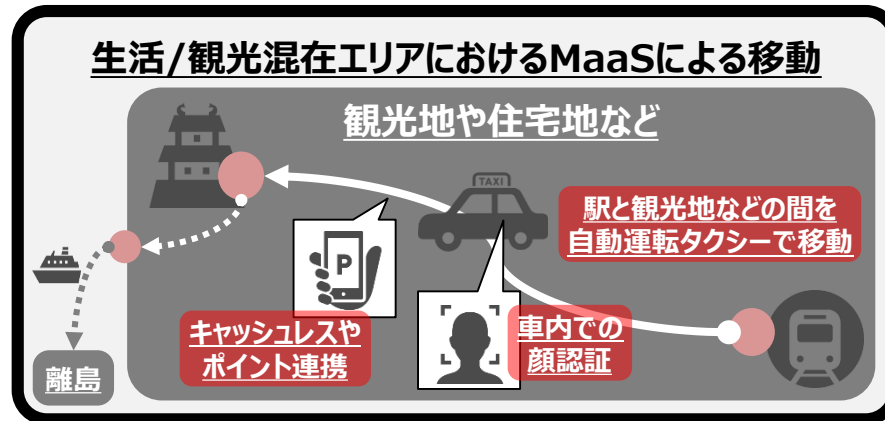 生活/観光混在エリアにおけるMaaSによる移動
観光地や住宅地など
TAXI
駅と観光地などの間を
自動運転タクシーで移動
P
キャッシュレスや
ポイント連携
車内での
顔認証
離島